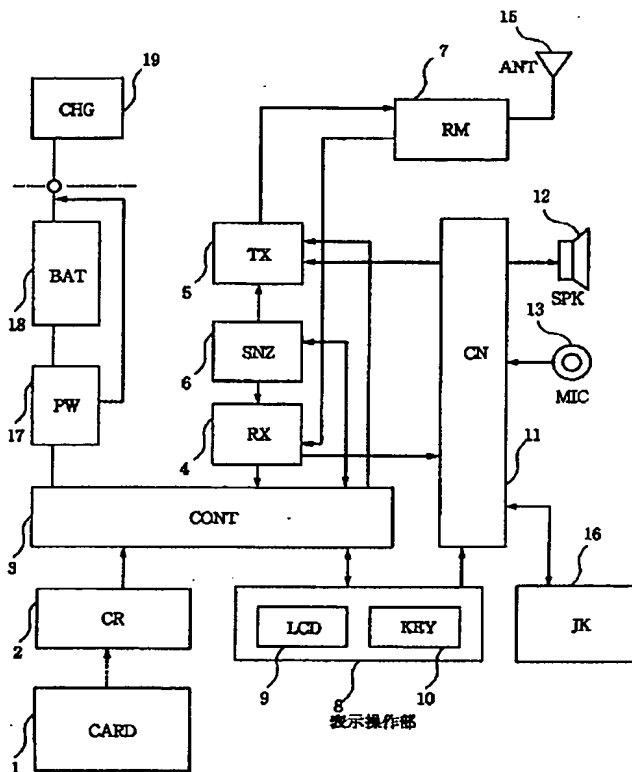 15
19
7
ANT
CHG
RM
12
TX
5
BAT
18
SPK
SNZ
13
6
CN
PW
MIC
17
RX
4
11
CONT
3
16
CR
LCD
KEY
JK
2
9
8
10
表示操作部
CARD
1